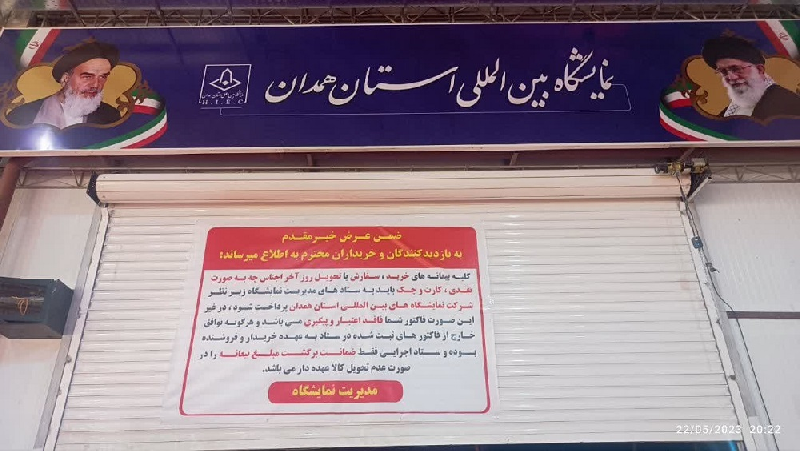 نمایشگاه بین المللی استان همدان
H.I.E.C
ضمن عرض خیرمقدم
به بازدیدکنندگان و خریداران محترم به اطلاع میرساند؛
کلیه بیعانه های خرید، سفارش یا تحویل روز آخر اجناس چه به صورت
نقدی، کارت و چک باید به ستاد های مدیریت نمایشگاه زیر نظر
شرکت نمایشگاه های بین المللی استان همدان پرداخت شود، در غیر
این صورت فاکتور شما فاقد اعتبار و پیگیری می باشد و هرگونه توافق
خارج از فاکتور های ثبت شده در ستاد به عهده خریدار و فروشنده
بوده و ستاد اجرایی فقط ضمانت برگشت مبلغ بیعانه را در
صورت عدم تحویل کالا عهده دار می باشد.
مدیریت نمایشگاه
22/05/2023 20:22